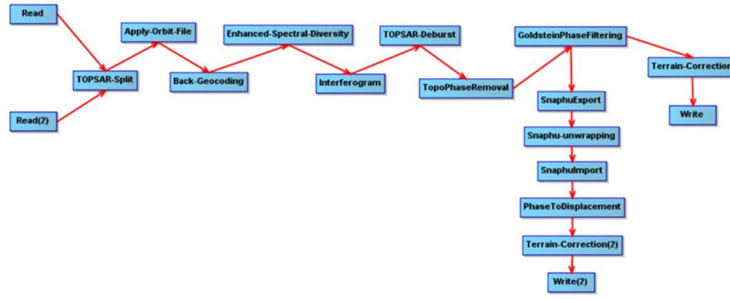 Read
Apply-Orbit-File
Enhanced-Spectral-Diversity
TOPSAR-Deburst
GoldsteinPhaseFiltering
TOPSAR-Split
Back-Geocoding
Interferogram
TopoPhaseRemoval
Terrain-Correction
Read(2)
SnaphuExport
Write
Snaphu-unwrapping
SnaphuImport
PhaseToDisplacement
Terrain-Correction(2)
Write(2)